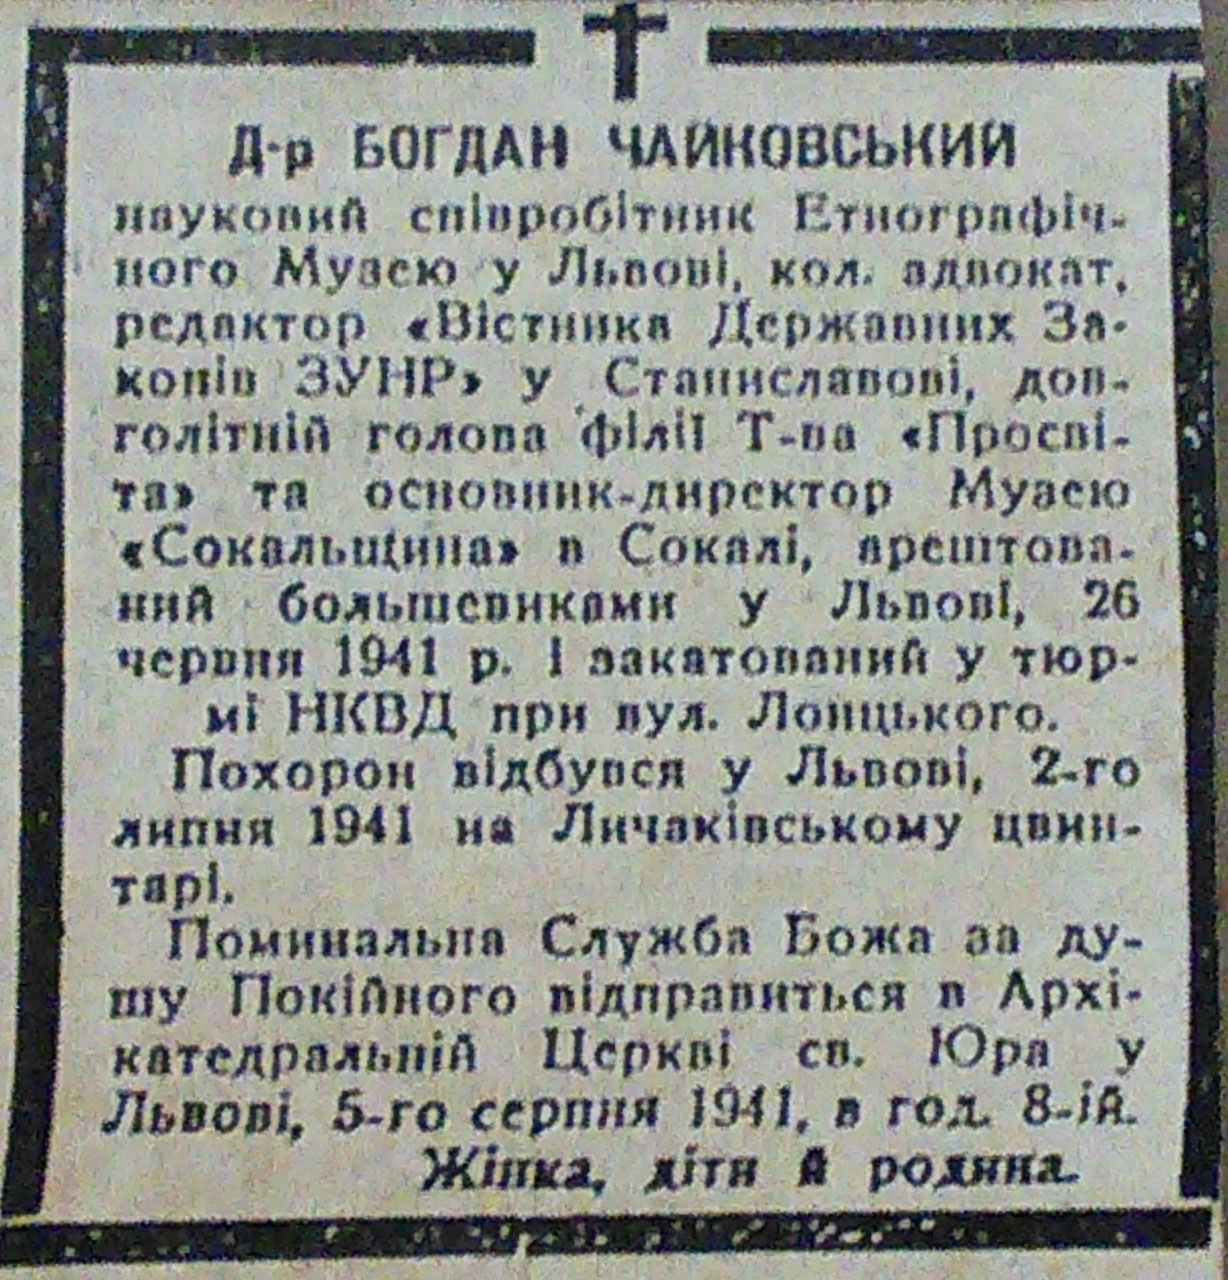 Д-р БОГДАН ЧАЙКОВСЬКИЙ
науковий співробітник Етнографіч-
ного Музею у Львові, кол. адвокат,
редактор «Вістника Державних За-
конів ЗУНР» у Станиславові, дов-
голітній голова філії Т-ва «Просві-
та» та основник-директор Музею
«Сокальщина» в Сокалі, арештова-
ний большевиками у Львові, 26
червня 1941 р. і закатований у тюр-
мі НКВД при вул. Лонцького.
Похорон відбувся у Львові, 2-го
липня 1941 на Личаківському цвин-
тарі.
Поминальна Служба Божа за ду-
шу Покійного відправиться в Архі-
катедральній Церкві св. Юра у
Львові, 5-го серпня 1941, в год. 8-ій.
Жінка, діти й родина.